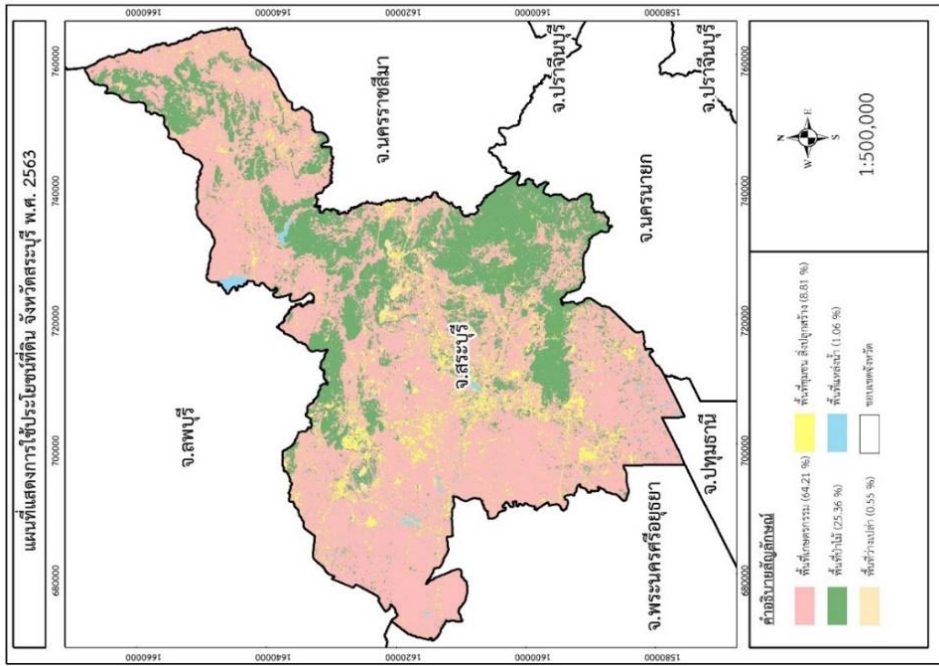 แผนที่แสดงการใช้ประโยชน์ที่ดิน จังหวัดสระบุรี พ.ศ. 2563
680000 700000 720000 740000 760000
1660000 1660000
1640000 1640000
1620000 1620000
1600000 1600000
1580000 1580000
จ.ลพบุรี
จ.นครราชสีมา
จ.สระบุรี
จ.ปราจีนบุรี
จ.พระนครศรีอยุธยา
จ.นครนายก
จ.ปทุมธานี
จ.ปราจีนบุรี
680000 700000 720000 740000 760000
คำอธิบายสัญลักษณ์
พื้นที่เกษตรกรรม (64.21 %) พื้นที่ชุมชน สิ่งปลูกสร้าง (8.81 %)
พื้นที่ป่าไม้ (25.36 %) พื้นที่แหล่งน้ำ (1.06 %)
พื้นที่ว่างเปล่า (0.55 %) ขอบเขตจังหวัด
N
W E
S
1:500,000